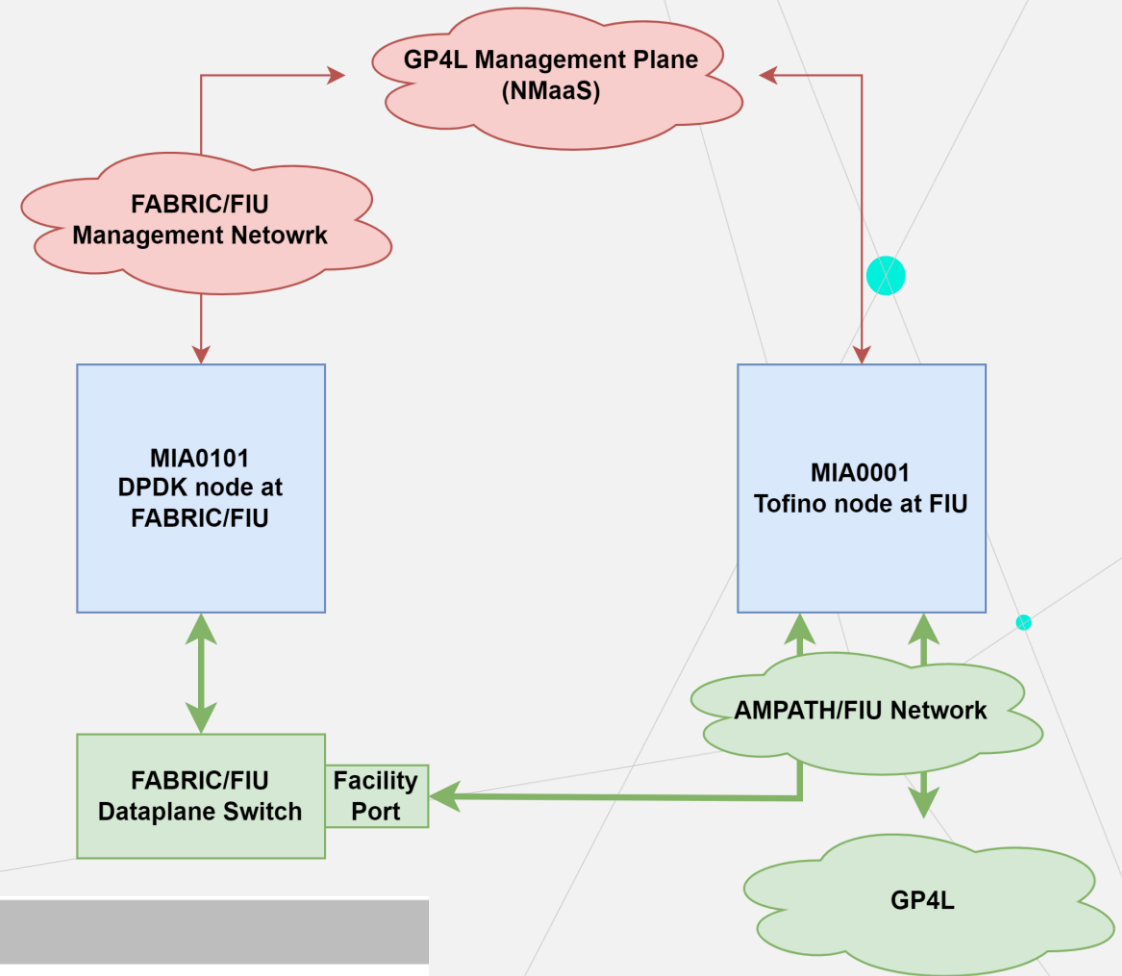 GP4L Management Plane
(NMaaS)
FABRIC/FIU
Management Netowrk
MIA0101
DPDK node at
FABRIC/FIU
MIA0001
Tofino node at FIU
AMPATH/FIU Network
FABRIC/FIU
Dataplane Switch
Facility
Port
GP4L